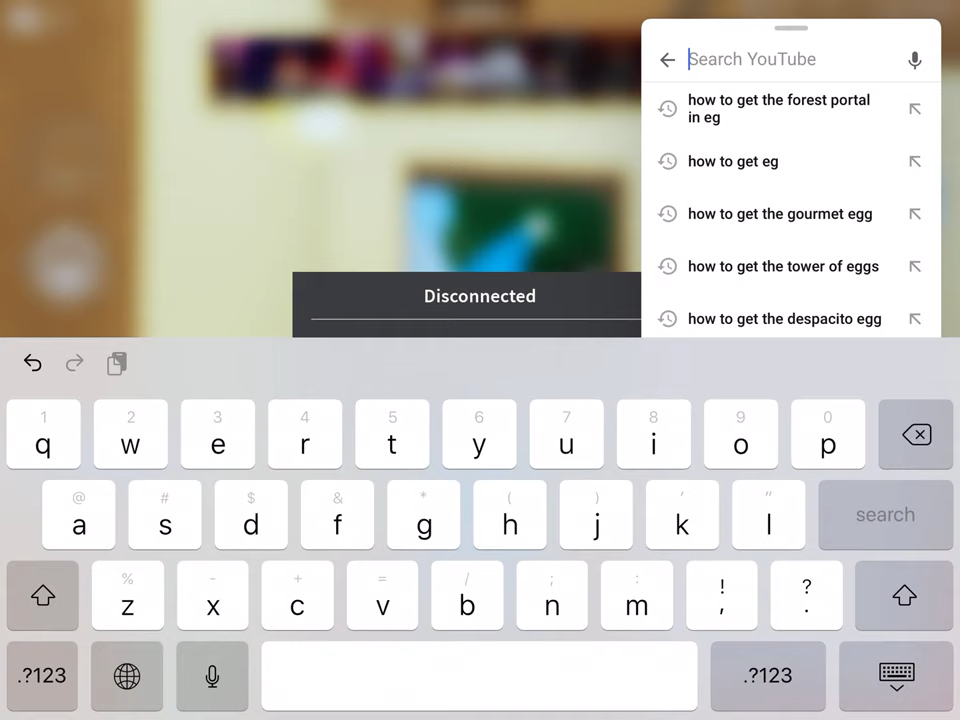 Search YouTube
how to get the forest portal
in eg
how to get eg
how to get the gourmet egg
how to get the tower of eggs
how to get the despacito egg
Disconnected
1 2 3 4 5 6 7 8 9 0
q w e r t y u i o p
@ # $ & * ( ) ' "
a s d f g h j k l search
% - + = / ; : ! ?
z x c v b n m , .
.?123 .?123